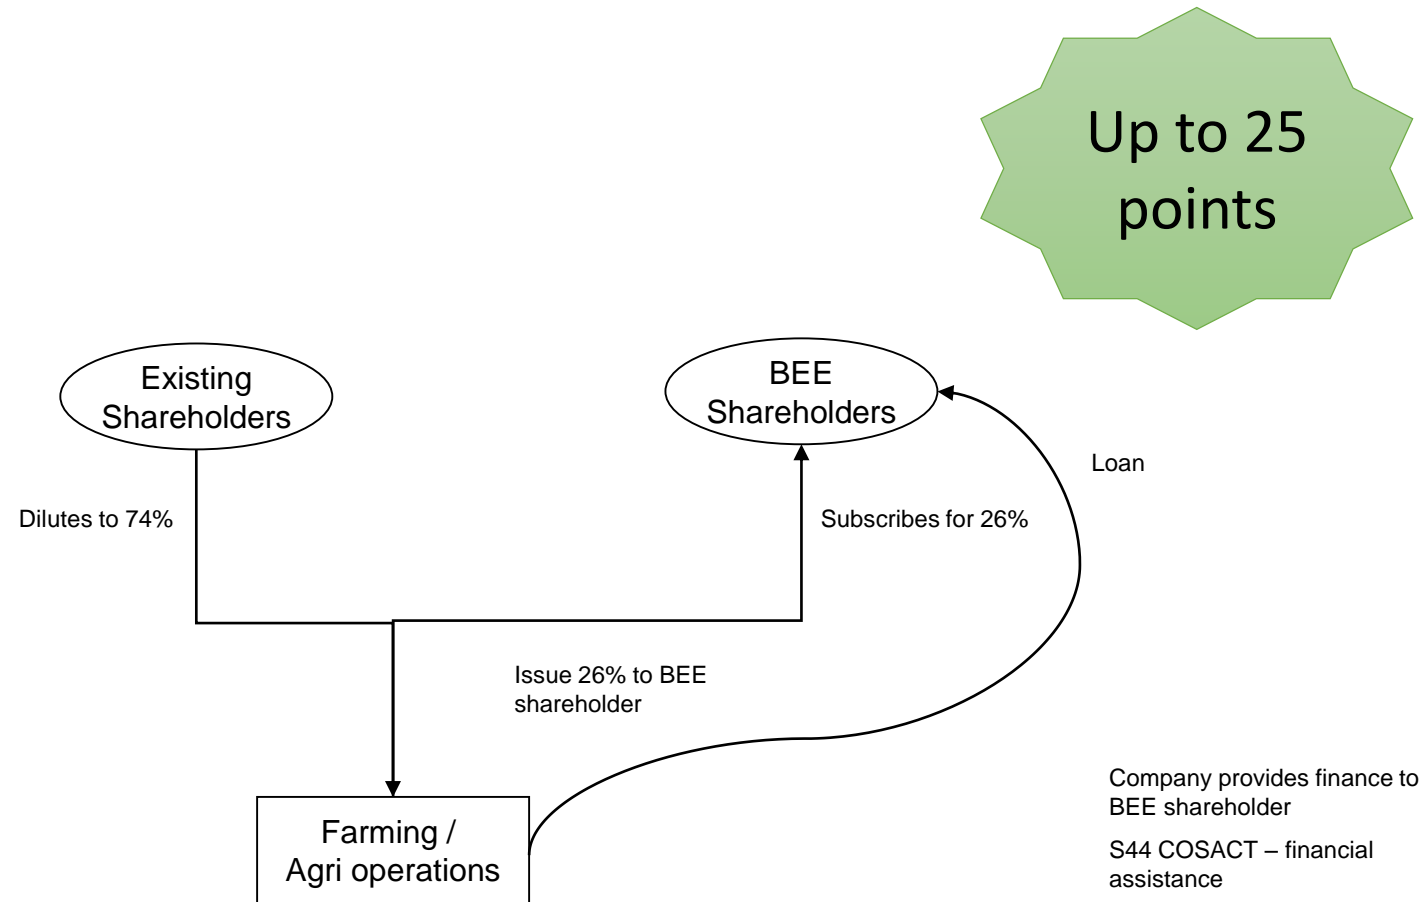 Up to 25
points
Existing
Shareholders
BEE
Shareholders
Loan
Dilutes to 74%
Subscribes for 26%
Issue 26% to BEE
shareholder
Company provides finance to
BEE shareholder
S44 COSACT – financial
assistance
Farming /
Agri operations